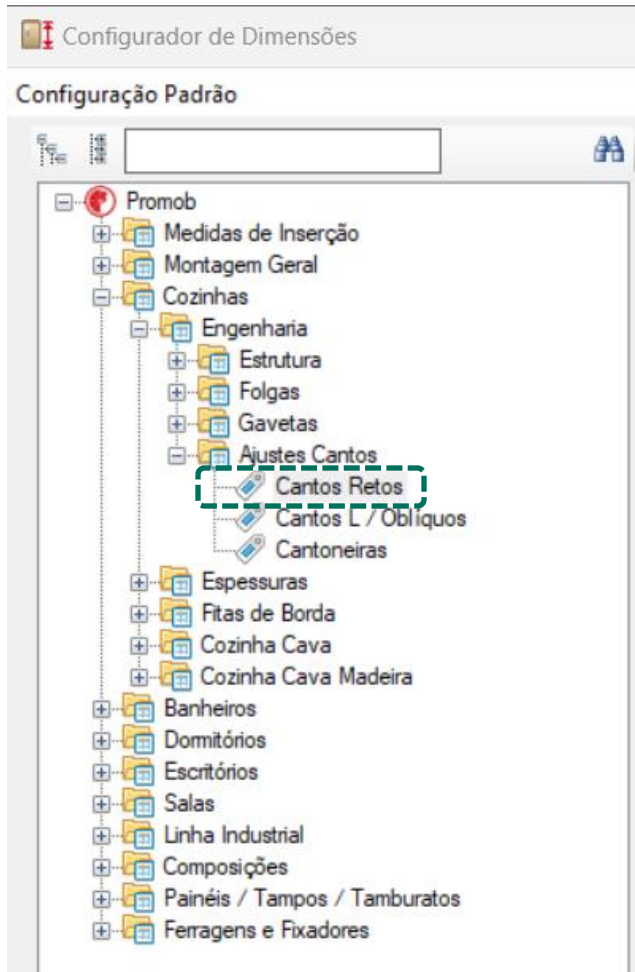 Configurador de Dimensões
Configuração Padrão
Promob
Medidas de Inserção
Montagem Geral
Cozinhas
Engenharia
Estrutura
Folgas
Gavetas
Ajustes Cantos
Cantos Retos
Cantos L / Oblíquos
Cantoneiras
Espessuras
Fitas de Borda
Cozinha Cava
Cozinha Cava Madeira
Banheiros
Dormitórios
Escritórios
Salas
Linha Industrial
Composições
Painéis / Tampos / Tamburatos
Ferragens e Fixadores